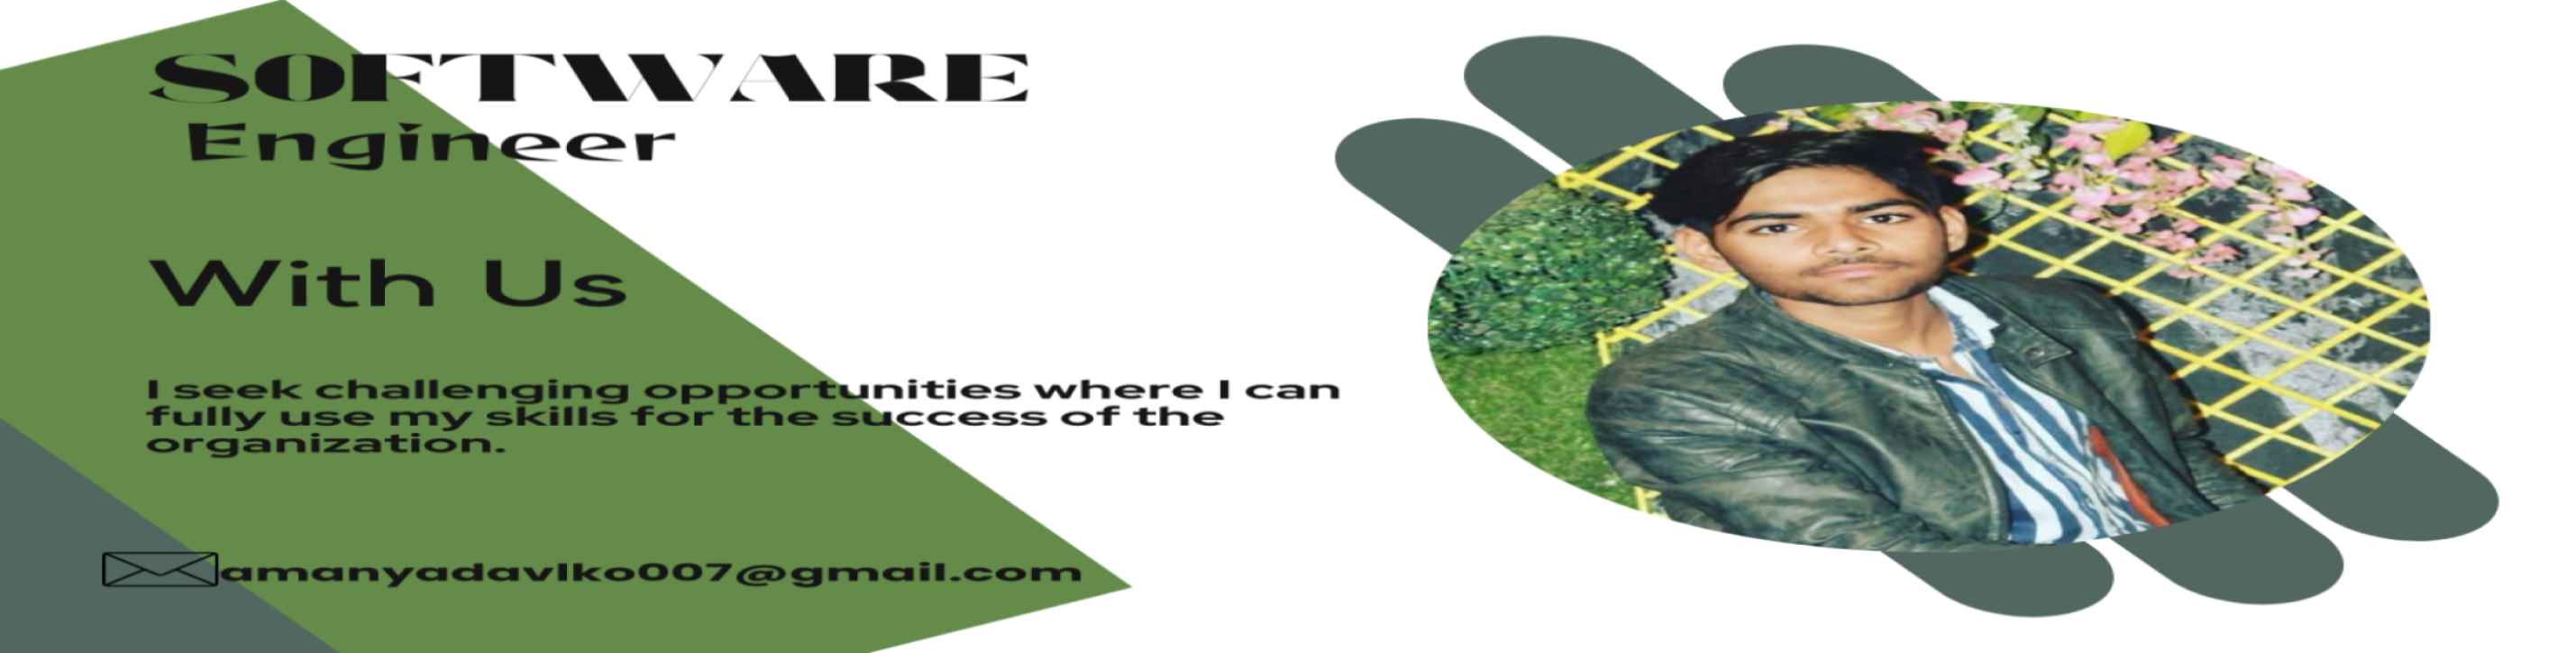 SOFTWARE
Engineer
With Us
I seek challenging opportunities where I can
fully use my skills for the success of the
organization.
amanyadavlko007@gmail.com